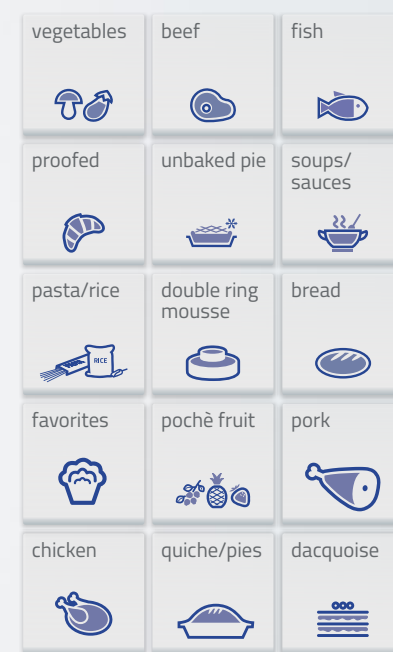 vegetables
beef
fish
proofed
unbaked pie
soups/
sauces
pasta/rice
RICE
double ring
mousse
bread
favorites
pochè fruit
pork
chicken
quiche/pies
dacquoise